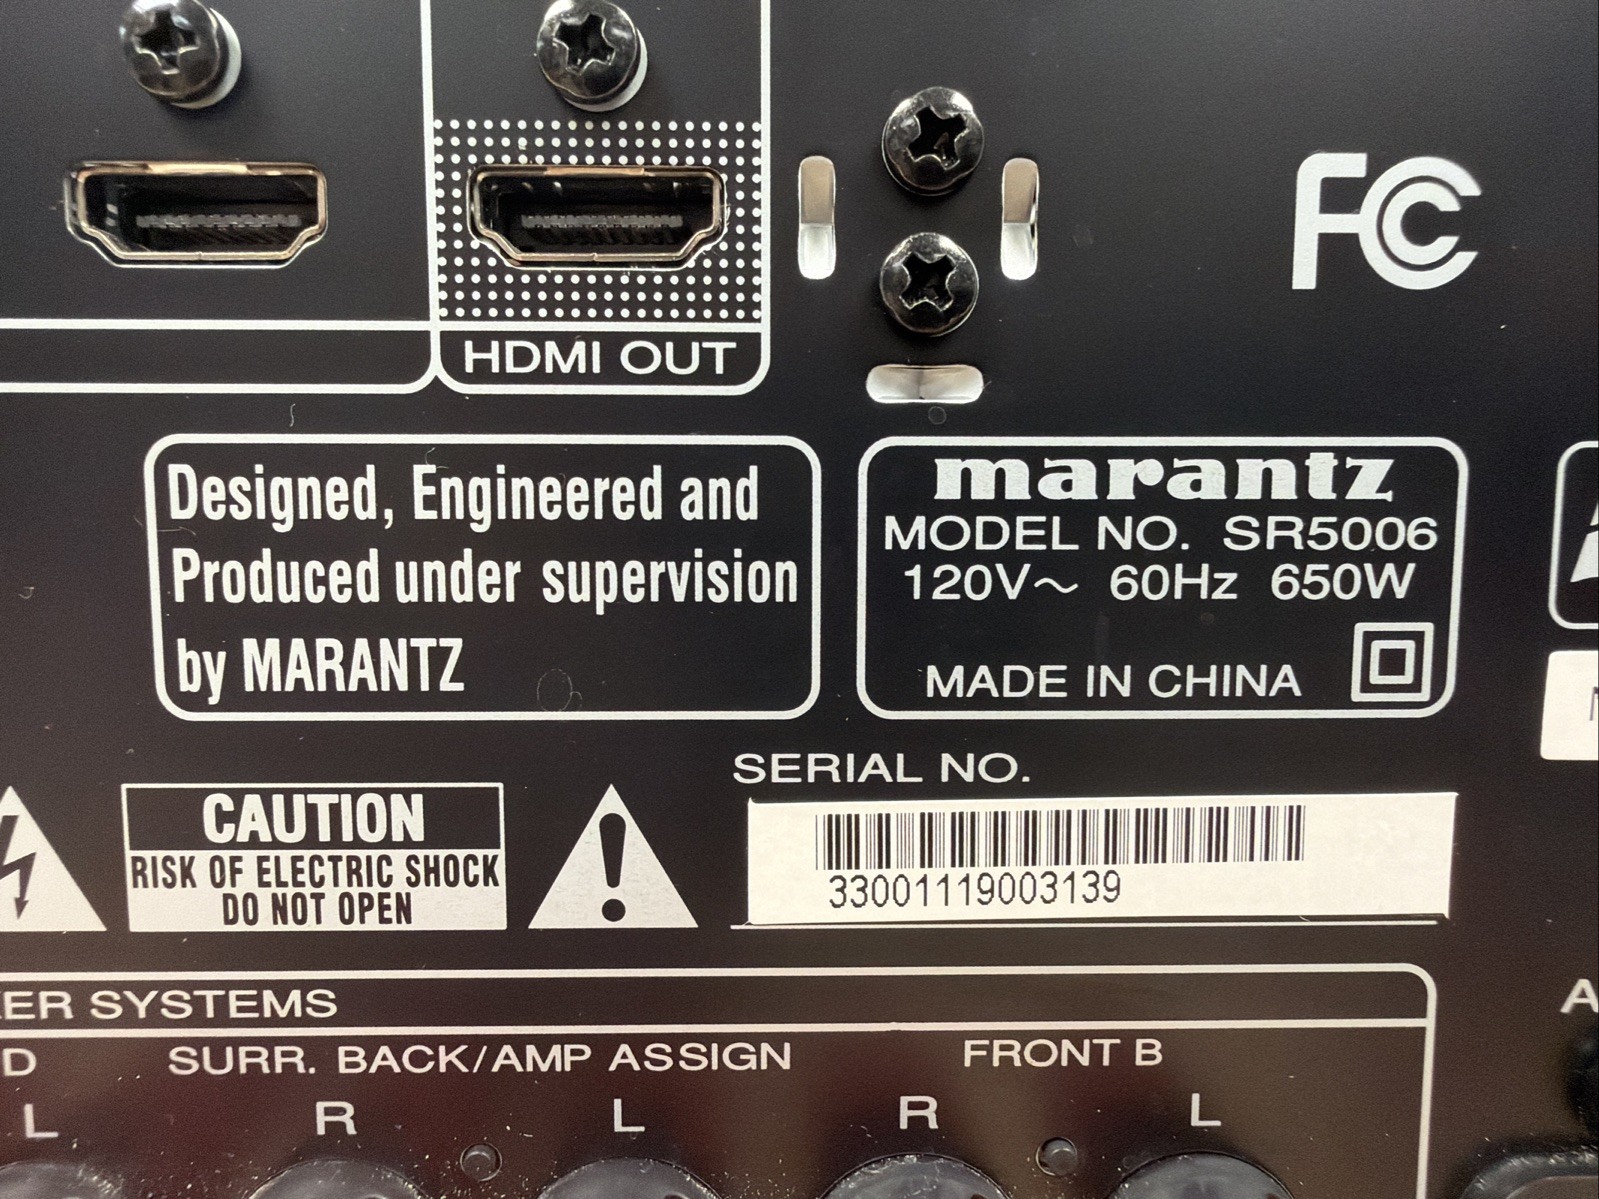 FC
HDMI OUT
Designed, Engineered and
Produced under supervision
by MARANTZ
marantz
MODEL NO. SR5006
120V~ 60Hz 650W
MADE IN CHINA
CAUTION
RISK OF ELECTRIC SHOCK
DO NOT OPEN
SERIAL NO.
33001119003139
ER SYSTEMS
D
SURR. BACK/AMP ASSIGN
FRONT B
L
R
L
R
L
A